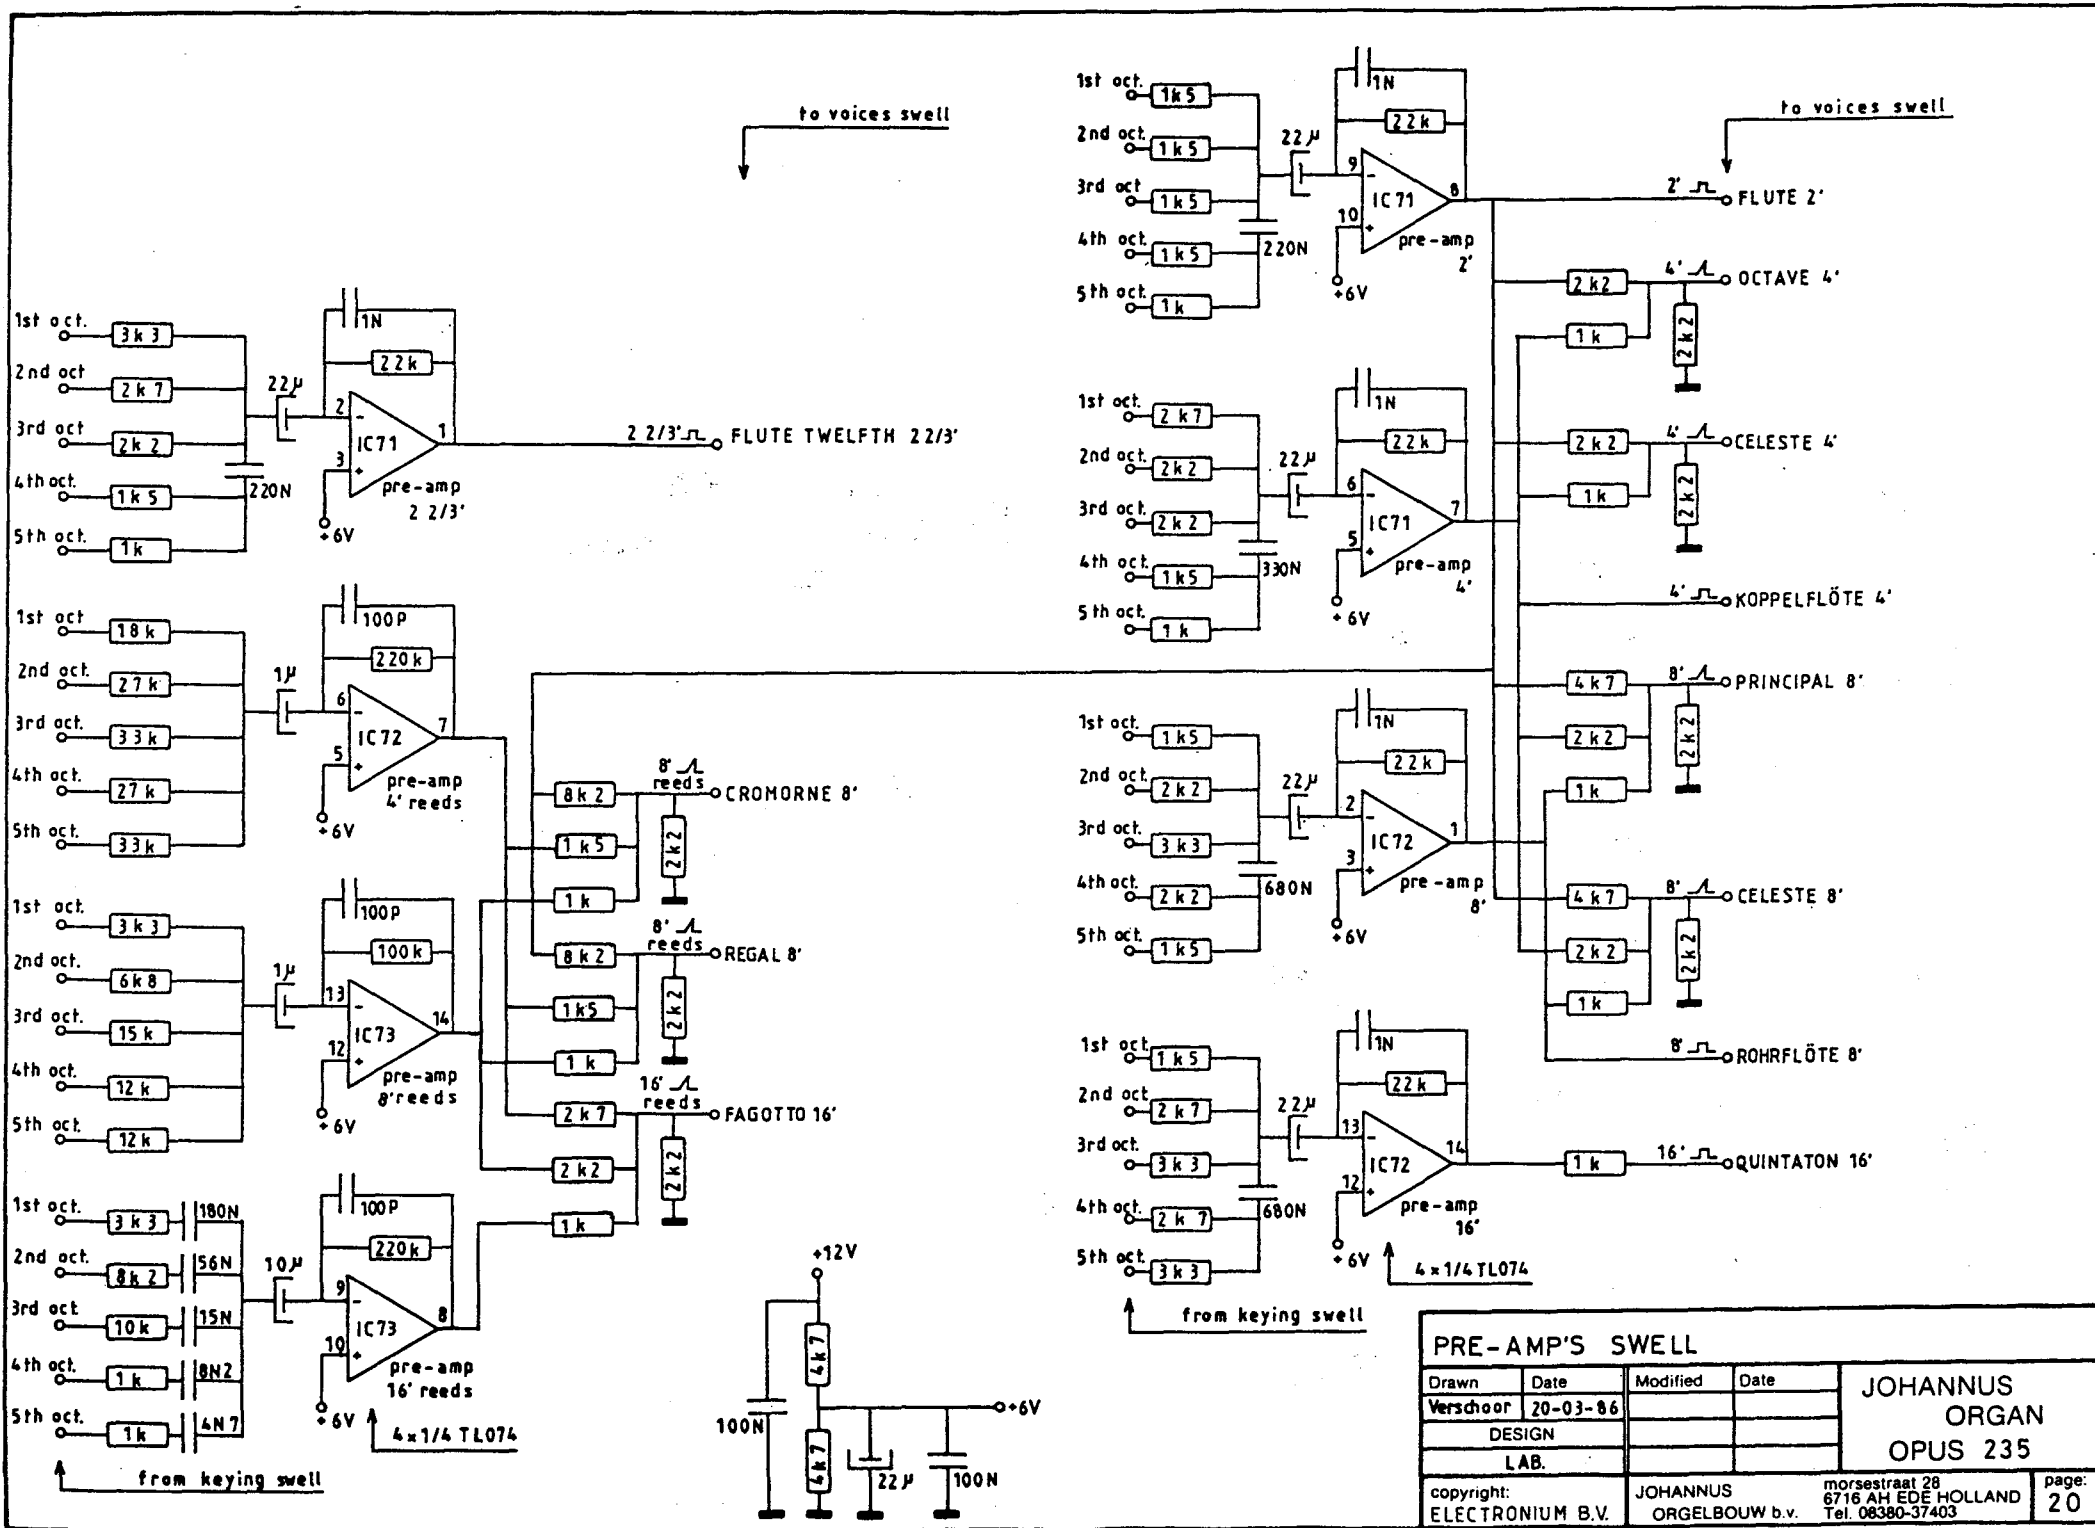 to voices swell
1st oct.
3k3
2nd oct
2k7
3rd oct
2k2
4th oct.
1k5
5th oct.
1k
220N
22µ
1N
22k
2
3
1
-
+
IC71
pre-amp
2 2/3'
+6V
2 2/3'
FLUTE TWELFTH 2 2/3'
1st oct
18k
2nd oct.
27k
3rd oct.
33k
4th oct.
27k
5th oct.
33k
1µ
100P
220k
6
5
7
-
+
IC72
pre-amp
4' reeds
+6V
1st oct.
3k3
2nd oct.
6k8
3rd oct.
15k
4th oct.
12k
5th oct.
12k
1µ
100P
100k
13
12
14
-
+
IC73
pre-amp
8' reeds
+6V
1st oct.
3k3
180N
2nd oct.
8k2
56N
3rd oct
10k
15N
4th oct.
1k
8N2
5th oct.
1k
4N7
10µ
100P
220k
9
10
8
-
+
IC73
pre-amp
16' reeds
+6V
4x1/4 TL074
from keying swell
8k2
1k5
1k
8'
reeds
2k2
CROMORNE 8'
8k2
1k5
1k
8'
reeds
2k2
REGAL 8'
2k7
2k2
1k
16'
reeds
2k2
FAGOTTO 16'
+12V
4k7
4k7
100N
22µ
100N
+6V
1st oct.
1k5
2nd oct.
1k5
3rd oct
1k5
4th oct.
1k5
5th oct.
1k
220N
22µ
1N
22k
9
10
8
-
+
IC71
pre-amp
2'
+6V
1st oct.
2k7
2nd oct.
2k2
3rd oct.
2k2
4th oct.
1k5
5th oct.
1k
330N
22µ
1N
22k
6
5
7
-
+
IC71
pre-amp
4'
+6V
1st oct.
1k5
2nd oct.
2k2
3rd oct.
3k3
4th oct.
2k2
5th oct.
1k5
680N
22µ
1N
22k
2
3
1
-
+
IC72
pre-amp
8'
+6V
1st oct.
1k5
2nd oct
2k7
3rd oct.
3k3
4th oct.
2k7
5th oct.
3k3
680N
22µ
1N
22k
13
12
14
-
+
IC72
pre-amp
16'
+6V
4x1/4 TL074
from keying swell
to voices swell
2'
FLUTE 2'
2k2
1k
4'
2k2
OCTAVE 4'
2k2
1k
4'
2k2
CELESTE 4'
4'
KOPPELFLÖTE 4'
4k7
2k2
1k
8'
2k2
PRINCIPAL 8'
4k7
2k2
1k
8'
2k2
CELESTE 8'
8'
ROHRFLÖTE 8'
1k
16'
QUINTATON 16'
PRE-AMP'S SWELL
Drawn
Date
Modified
Date
Verschoor
20-03-86
DESIGN
LAB.
JOHANNUS
ORGAN
OPUS 235
copyright:
ELECTRONIUM B.V.
JOHANNUS
ORGELBOUW b.v.
morsestraat 28
6716 AH EDE HOLLAND
Tel. 08380-37403
page:
20